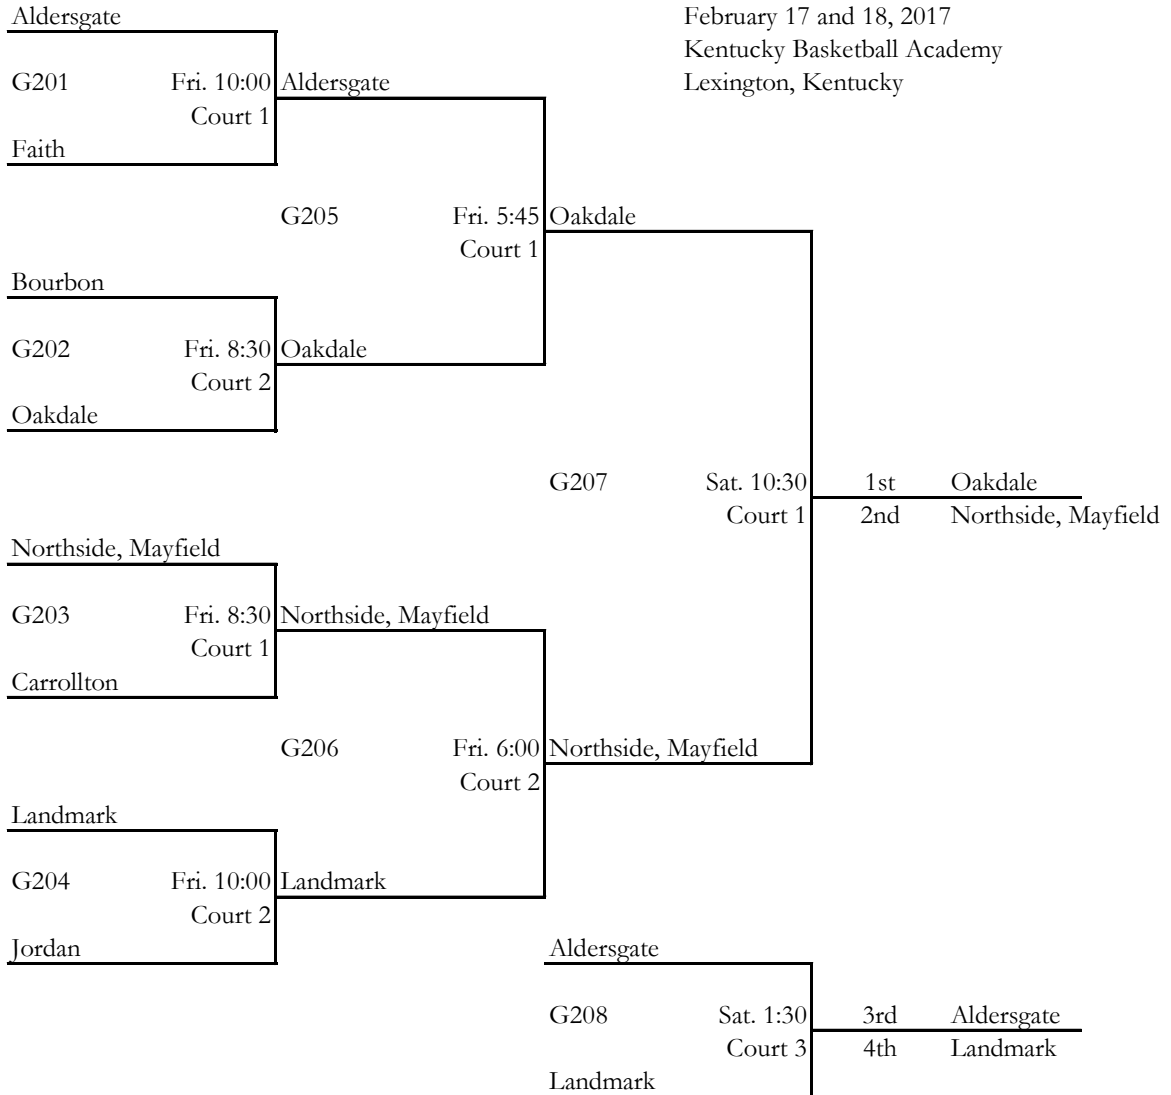 Aldersgate
February 17 and 18, 2017
Kentucky Basketball Academy
G201 Fri. 10:00 Aldersgate
Lexington, Kentucky
Court 1
Faith
G205 Fri. 5:45 Oakdale
Court 1
Bourbon
G202 Fri. 8:30 Oakdale
Court 2
Oakdale
G207 Sat. 10:30 1st Oakdale
Court 1 2nd Northside, Mayfield
Northside, Mayfield
G203 Fri. 8:30 Northside, Mayfield
Court 1
Carrollton
G206 Fri. 6:00 Northside, Mayfield
Court 2
Landmark
G204 Fri. 10:00 Landmark
Court 2
Jordan
Aldersgate
G208 Sat. 1:30 3rd Aldersgate
Court 3 4th Landmark
Landmark